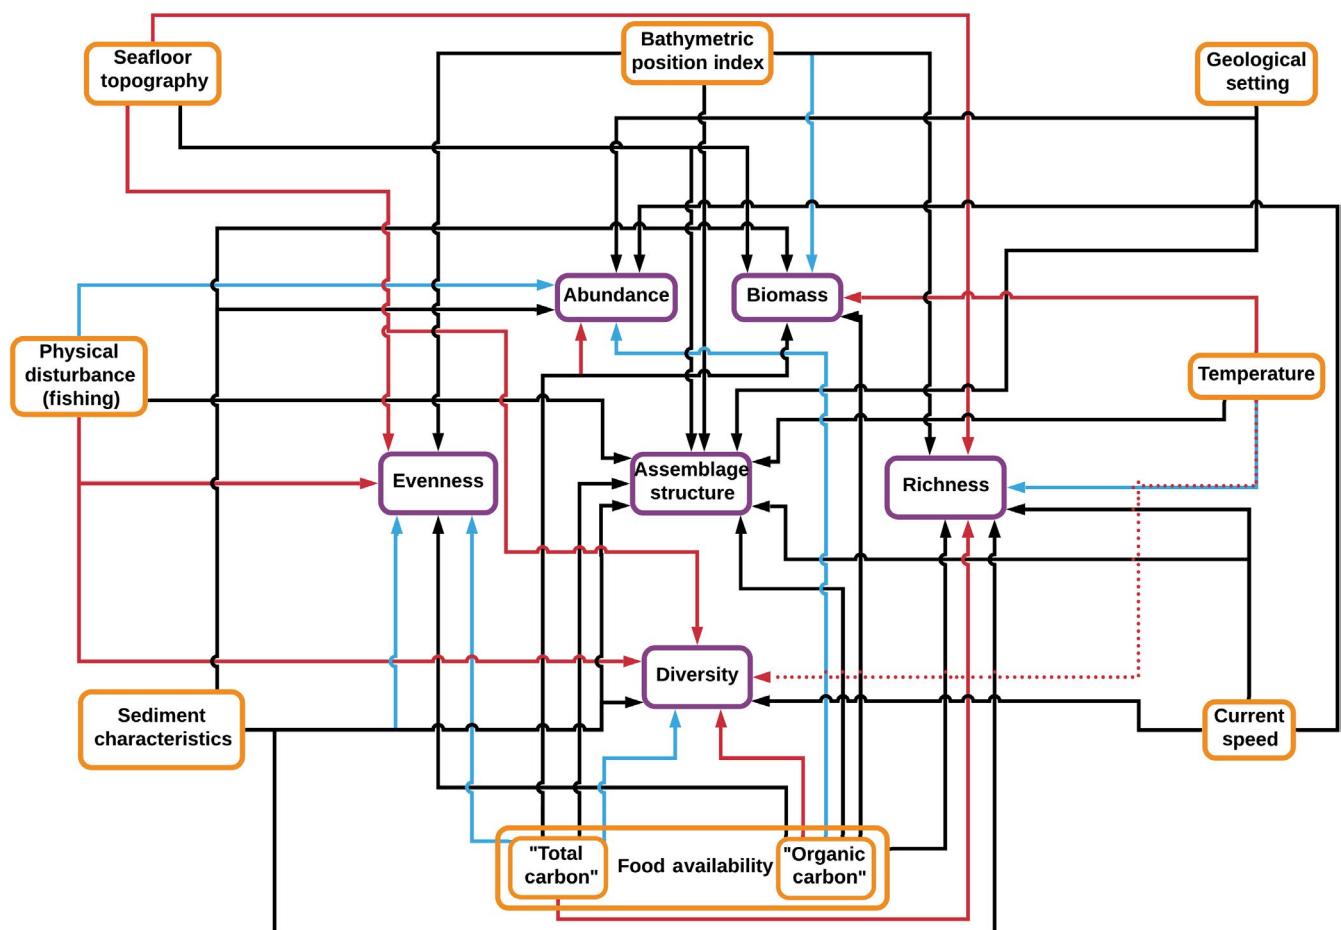 Seafloor
topography
Bathymetric
position index
Geological
setting
Abundance
Biomass
Physical
disturbance
(fishing)
Temperature
Evenness
Assemblage
structure
Richness
Diversity
Sediment
characteristics
Current
speed
"Total
carbon"
Food availability
"Organic
carbon"